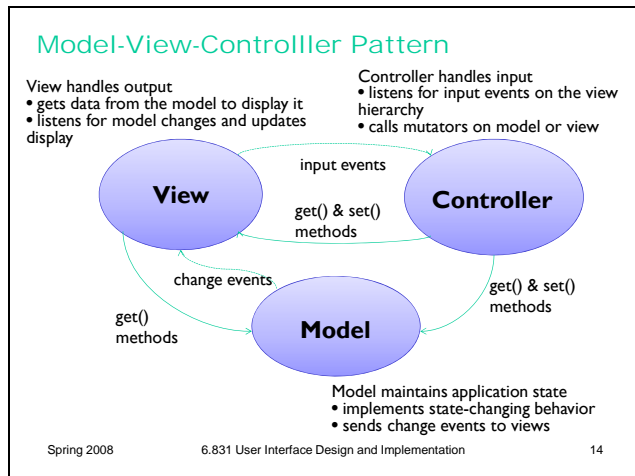 Model-View-Controlller Pattern
View handles output
• gets data from the model to display it
• listens for model changes and updates
display
Controller handles input
• listens for input events on the view
hierarchy
• calls mutators on model or view
input events
View
Controller
get() & set()
methods
change events
get()
methods
get() & set()
methods
Model
Model maintains application state
• implements state-changing behavior
• sends change events to views
Spring 2008
6.831 User Interface Design and Implementation
14